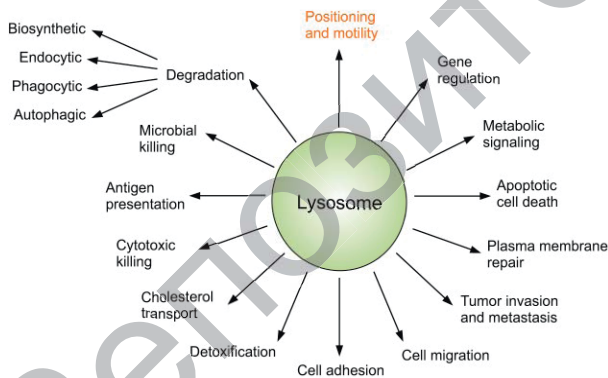 Positioning
and motility
Biosynthetic
Endocytic
Phagocytic
Autophagic
Degradation
Gene
regulation
Microbial
killing
Metabolic
signaling
Antigen
presentation
Lysosome
Apoptotic
cell death
Cytotoxic
killing
Plasma membrane
repair
Cholesterol
transport
Tumor invasion
and metastasis
Detoxification
Cell adhesion
Cell migration